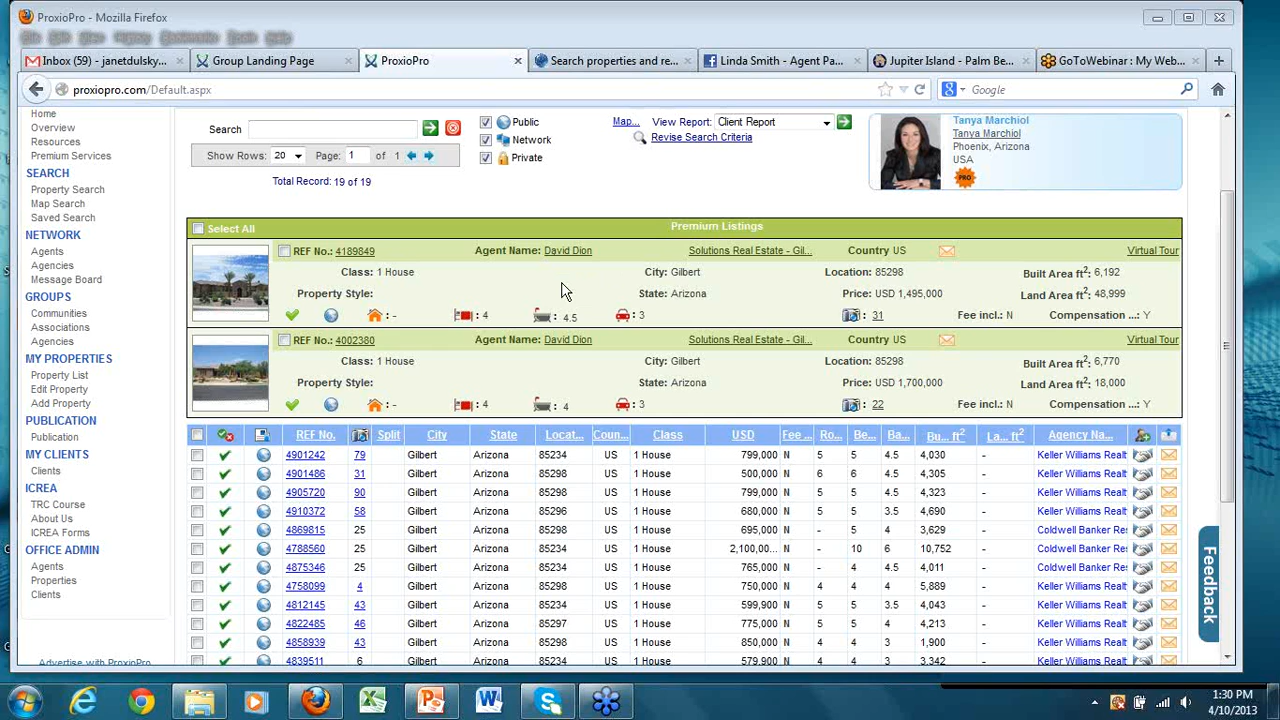 ProxioPro - Mozilla Firefox
Inbox (59) - janetdulsky... Group Landing Page ProxioPro Search properties and re... Linda Smith - Agent Pa... Jupiter Island - Palm Be... GoToWebinar : My Web...
proxiopro.com/Default.aspx Google
Home
Overview
Resources
Premium Services
SEARCH
Property Search
Map Search
Saved Search
NETWORK
Agents
Agencies
Message Board
GROUPS
Communities
Associations
Agencies
MY PROPERTIES
Property List
Edit Property
Add Property
PUBLICATION
Publication
MY CLIENTS
Clients
ICREA
TRC Course
About Us
ICREA Forms
OFFICE ADMIN
Agents
Properties
Clients
Advertise with ProxioPro
Search
Public
Network
Private
Map... View Report: Client Report
Revise Search Criteria
Show Rows: 20 Page: 1 of 1
Total Record: 19 of 19
Tanya Marchiol
Tanya Marchiol
Phoenix, Arizona
USA
PRO
Select All Premium Listings
REF No.: 4189849 Agent Name: David Dion Solutions Real Estate - Gil... Country US Virtual Tour
Class: 1 House City: Gilbert Location: 85298 Built Area ft²: 6,192
Property Style: State: Arizona Price: USD 1,495,000 Land Area ft²: 48,999
: - : 4 : 4.5 : 3 : 31 Fee incl.: N Compensation ...: Y
REF No.: 4002380 Agent Name: David Dion Solutions Real Estate - Gil... Country US Virtual Tour
Class: 1 House City: Gilbert Location: 85298 Built Area ft²: 6,770
Property Style: State: Arizona Price: USD 1,700,000 Land Area ft²: 18,000
: - : 4 : 4 : 3 : 22 Fee incl.: N Compensation ...: Y
REF No. Split City State Locat... Coun... Class USD Fee ... Ro... Be... Ba... Bu... ft² La... ft² Agency Na...
4901242 79 Gilbert Arizona 85234 US 1 House 799,000 N 5 5 4.5 4,030 - Keller Williams Realt
4901486 31 Gilbert Arizona 85298 US 1 House 500,000 N 6 6 4.5 4,305 - Keller Williams Realt
4905720 90 Gilbert Arizona 85298 US 1 House 799,000 N 5 5 4.5 4,323 - Keller Williams Realt
4910372 58 Gilbert Arizona 85296 US 1 House 680,000 N 5 5 3.5 4,690 - Keller Williams Realt
4869815 25 Gilbert Arizona 85298 US 1 House 695,000 N - 5 4 3,629 - Coldwell Banker Res
4788560 25 Gilbert Arizona 85234 US 1 House 2,100,00... N - 10 6 10,752 - Coldwell Banker Res
4875346 25 Gilbert Arizona 85298 US 1 House 765,000 N - 4 4.5 4,011 - Coldwell Banker Res
4758099 4 Gilbert Arizona 85298 US 1 House 750,000 N 4 4 4 5,889 - Keller Williams Realt
4812145 43 Gilbert Arizona 85234 US 1 House 599,900 N 5 5 3.5 4,043 - Keller Williams Realt
4822485 46 Gilbert Arizona 85297 US 1 House 775,000 N 5 5 4 4,213 - Keller Williams Realt
4858939 43 Gilbert Arizona 85298 US 1 House 850,000 N 4 4 3 1,900 - Keller Williams Realt
4839511 6 Gilbert Arizona 85234 US 1 House 579,900 N 4 4 3 3,342 - Keller Williams Realt
Feedback
1:30 PM
4/10/2013